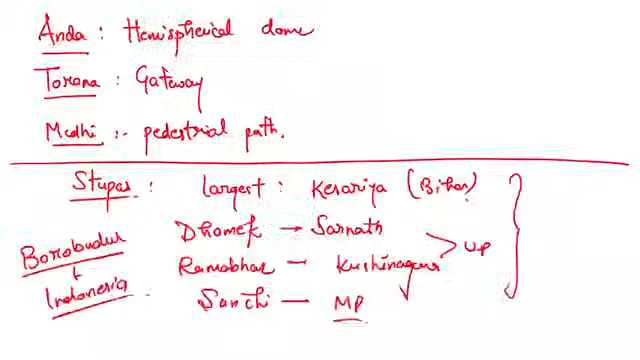 Anda : Hemispherical dome
Torana : Gateway
Medhi :- pedestrial path.
Stupas : largest : Kesariya (Bihar)
Dhamek → Sarnath
Ramabhar — Kushinagar > UP
Sanchi — MP
Borobudur
↓
Indonesia